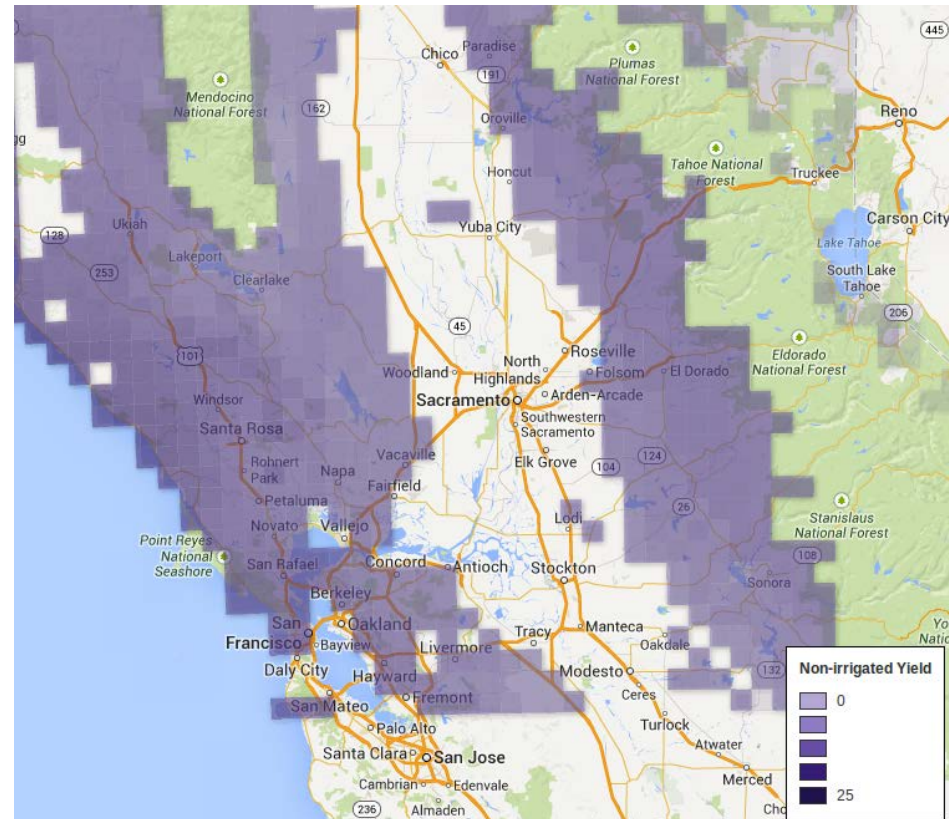 445
Chico
Paradise
191
Plumas
National Forest
Mendocino
National Forest
162
Oroville
Reno
gg
Honcut
Tahoe National
Forest
Truckee
Ukiah
128
Yuba City
Carson City
Lakeport
Lake Tahoe
253
Clearlake
South Lake
Tahoe
206
45
101
Eldorado
National Forest
Woodland
North
Highlands
Roseville
Folsom
El Dorado
Windsor
Sacramento
Arden-Arcade
Southwestern
Sacramento
Santa Rosa
Rohnert
Park
Napa
Vacaville
Elk Grove
104
124
Petaluma
Fairfield
26
Stanislaus
National Forest
Novato
Vallejo
Lodi
Point Reyes
National
Seashore
San Rafael
Concord
Antioch
Stockton
108
Sonora
Berkeley
San
Francisco
Oakland
Bayview
Livermore
Tracy
Manteca
Oakdale
Yo
Nati
Daly City
Hayward
Modesto
132
Non-irrigated Yield
San Mateo
Fremont
Ceres
0
Palo Alto
Turlock
Santa Clara
San Jose
Atwater
Cambrian
Edenvale
Merced
25
236
Almaden
Cho